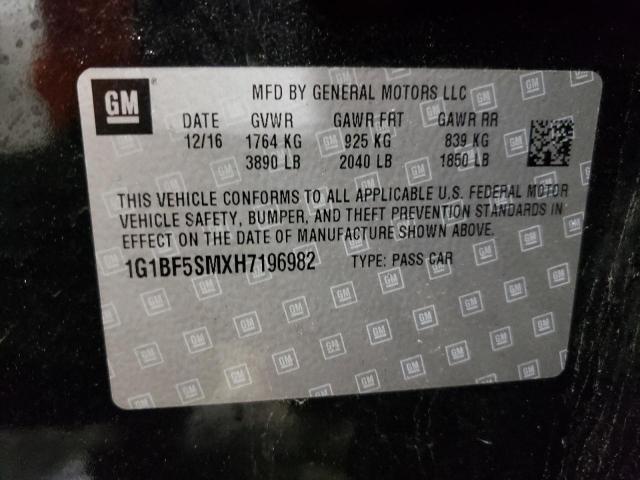 GM
MFD BY GENERAL MOTORS LLC
DATE GVWR GAWR FRT GAWR RR
12/16 1764 KG 925 KG 839 KG
3890 LB 2040 LB 1850 LB
THIS VEHICLE CONFORMS TO ALL APPLICABLE U.S. FEDERAL MOTOR
VEHICLE SAFETY, BUMPER, AND THEFT PREVENTION STANDARDS IN
EFFECT ON THE DATE OF MANUFACTURE SHOWN ABOVE.
1G1BF5SMXH7196982 TYPE: PASS CAR